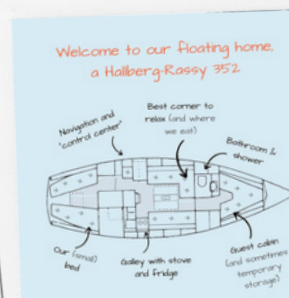 Welcome to our floating home,
a Hallberg-Rassy 352
Best corner to
relax (and where
we eat)
Navigation and
"control center"
Bathroom &
shower
Our (small)
bed
Galley with stove
and fridge
Guest cabin
(and sometimes
temporary
storage)